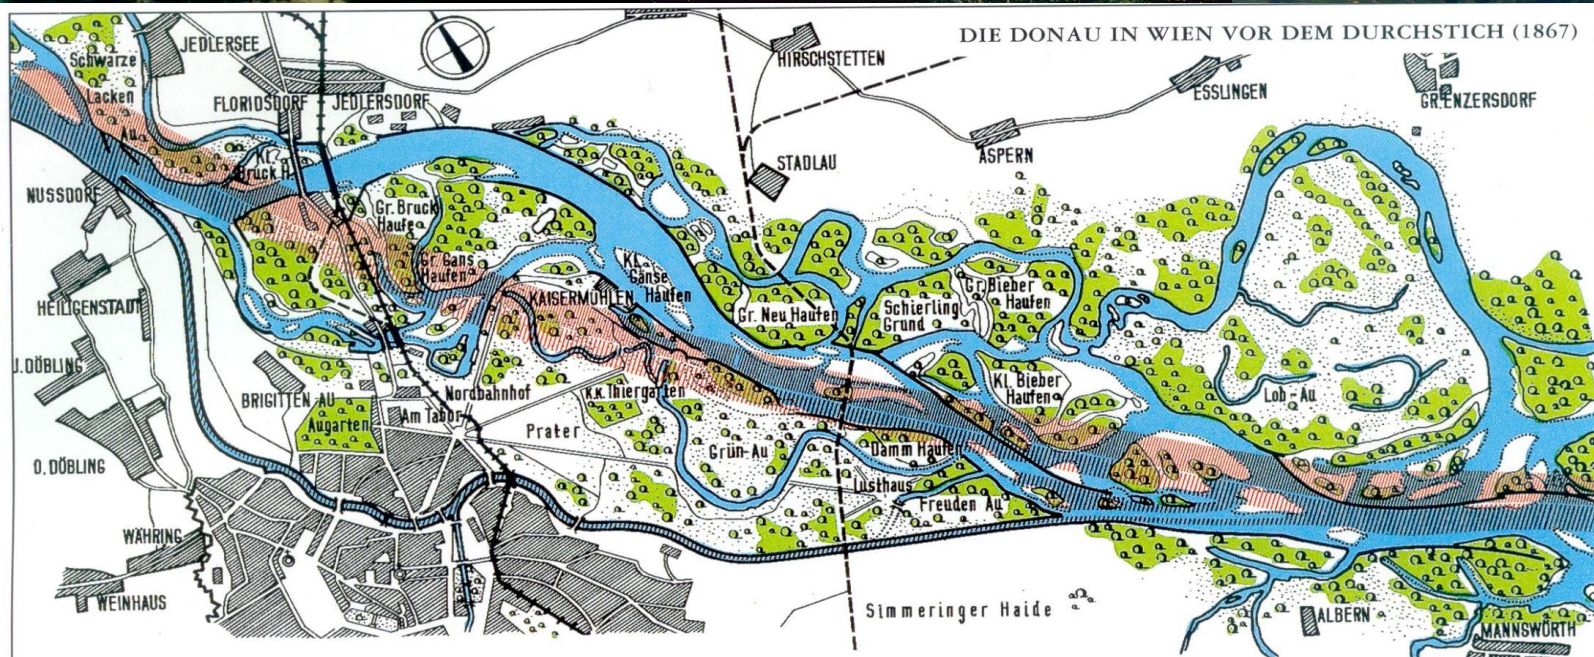 DIE DONAU IN WIEN VOR DEM DURCHSTICH (1867)
JEDLERSEE
Schwarze
Lacken
Au
FLORIDSDORF
JEDLERSDORF
HIRSCHSTETTEN
ESSLINGEN
GR.ENZERSDORF
ASPERN
STADLAU
Kl.
Bruck H.
NUSSDORF
Gr. Bruck
Haufe
Gr. Gans
Haufen
Kl.
Gänse
Haufen
KAISERMÜHLEN
Gr. Neu Haufen
Schierling
Grund
Gr. Bieber
Haufen
HEILIGENSTADT
U.DÖBLING
BRIGITTEN AU
Nordbahnhof
K.K. Thiergarten
Kl. Bieber
Haufen
Lob-Au
Augarten
Am Tabor
Prater
Grün-Au
Damm Haufen
O.DÖBLING
Lusthaus
Freuden Au
WÄHRING
WEINHAUS
Simmeringer Haide
ALBERN
MANNSWÖRTH